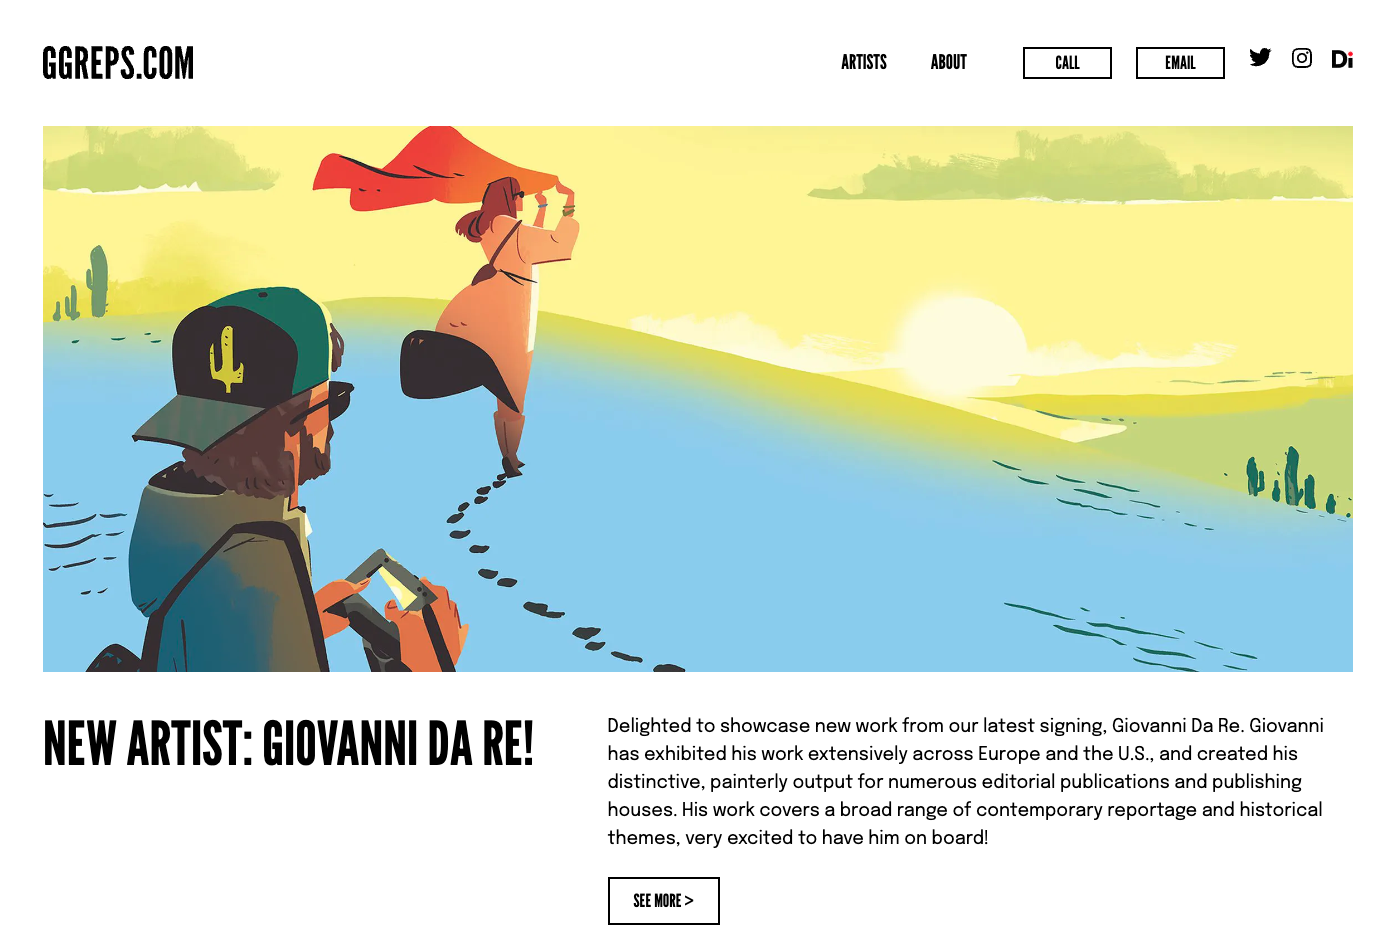 GGREPS.COM
ARTISTS ABOUT CALL EMAIL Di
NEW ARTIST: GIOVANNI DA RE!
Delighted to showcase new work from our latest signing, Giovanni Da Re. Giovanni
has exhibited his work extensively across Europe and the U.S., and created his
distinctive, painterly output for numerous editorial publications and publishing
houses. His work covers a broad range of contemporary reportage and historical
themes, very excited to have him on board!
SEE MORE >